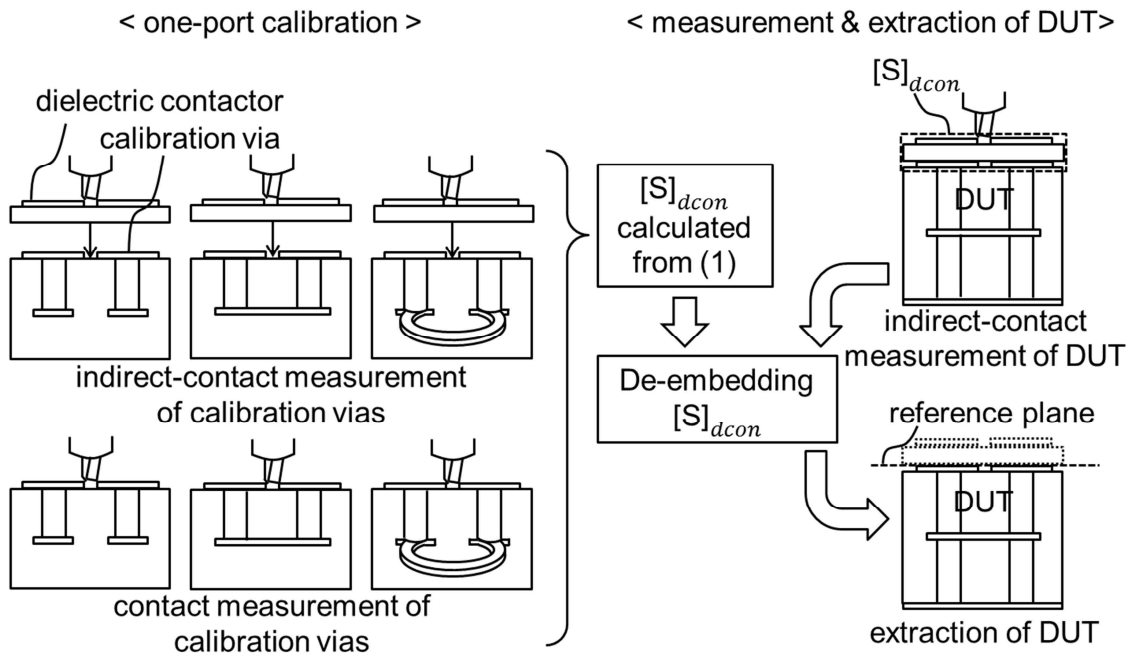 < one-port calibration >
dielectric contactor
calibration via
indirect-contact measurement
of calibration vias
contact measurement of
calibration vias
< measurement & extraction of DUT>
[S]dcon
calculated
from (1)
De-embedding
[S]dcon
[S]dcon
DUT
indirect-contact
measurement of DUT
reference plane
DUT
extraction of DUT